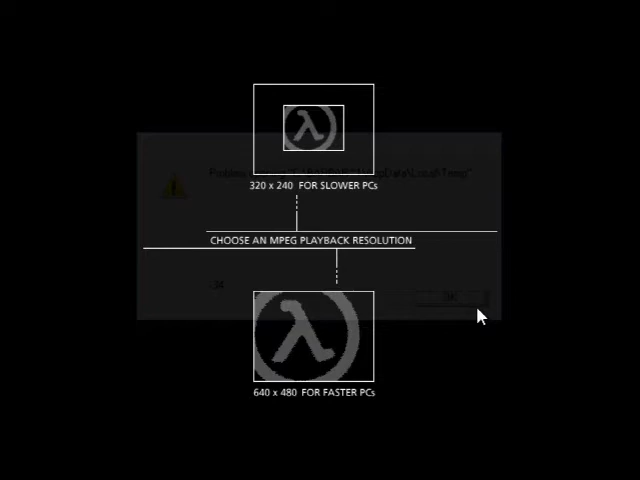 320 x 240 FOR SLOWER PCs
CHOOSE AN MPEG PLAYBACK RESOLUTION
640 x 480 FOR FASTER PCs